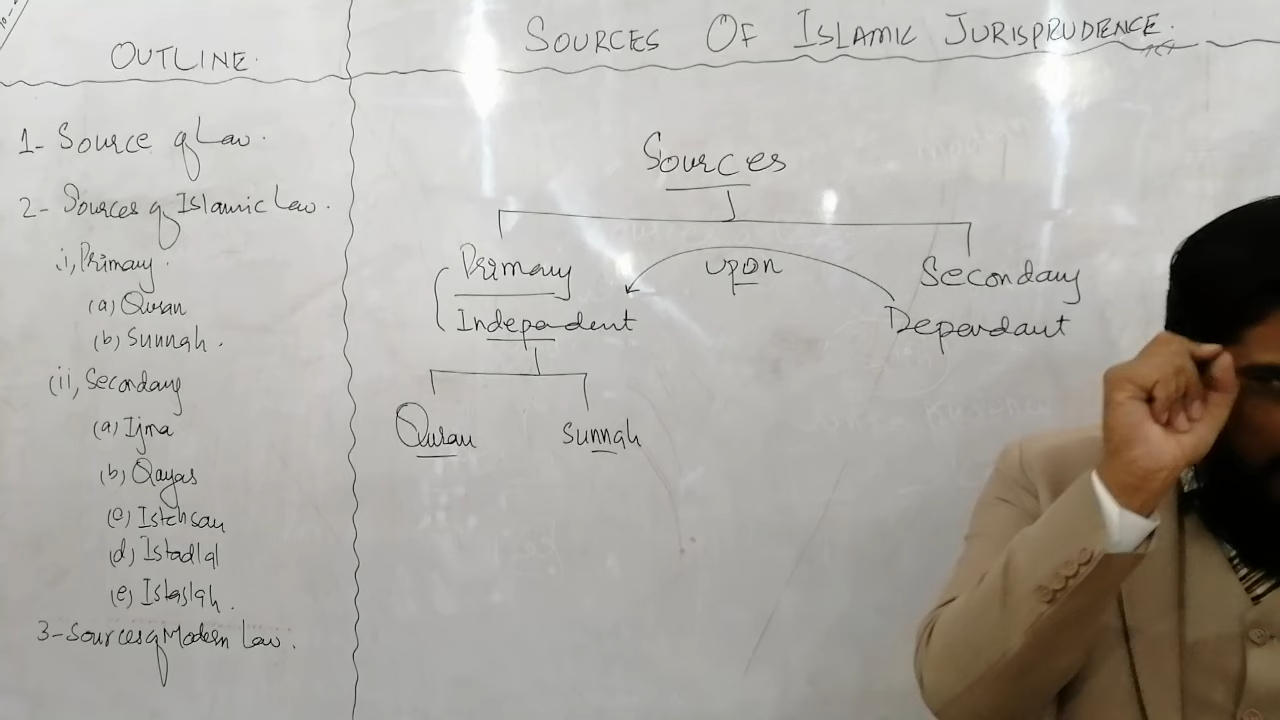 OUTLINE.
1- Source of Law.
2- Sources of Islamic Law.
i, Primary.
(a) Quran
(b) Sunnah.
(ii, Secondary
(a) Ijma
(b) Qayas
(c) Istehsan
(d) Istadlal
(e) Istaslah.
3- Sources of Modern Law.
SOURCES OF ISLAMIC JURISPRUDENCE.
Sources
Primary
upon
Secondary
Independent
Dependant
Quran
Sunnah